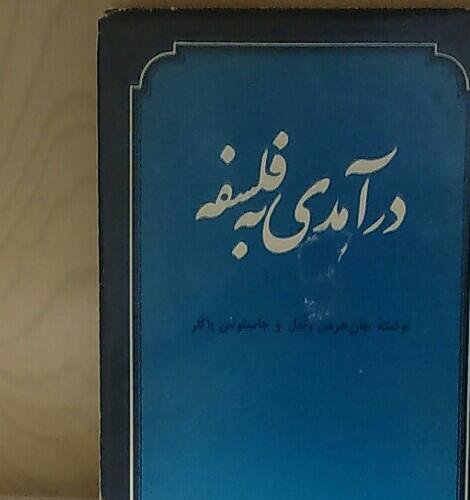 درآمدی به فلسفه
نوشتهٔ جان هرمن رندل و جاستوس باکلر